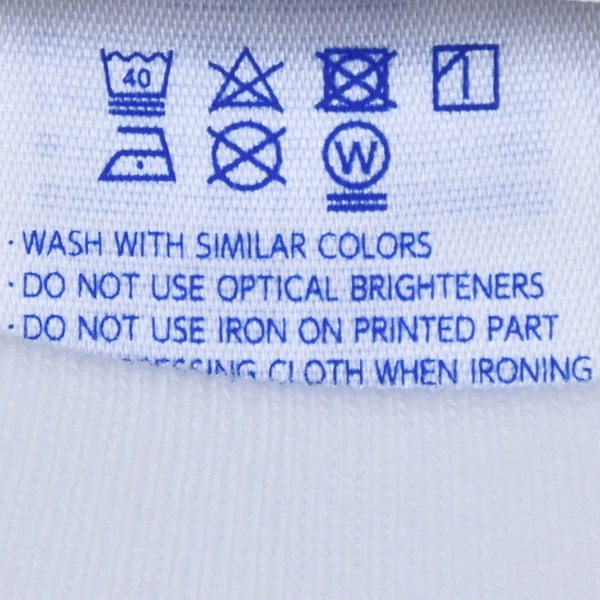 40
W
· WASH WITH SIMILAR COLORS
· DO NOT USE OPTICAL BRIGHTENERS
· DO NOT USE IRON ON PRINTED PART
CLOTH WHEN IRONING